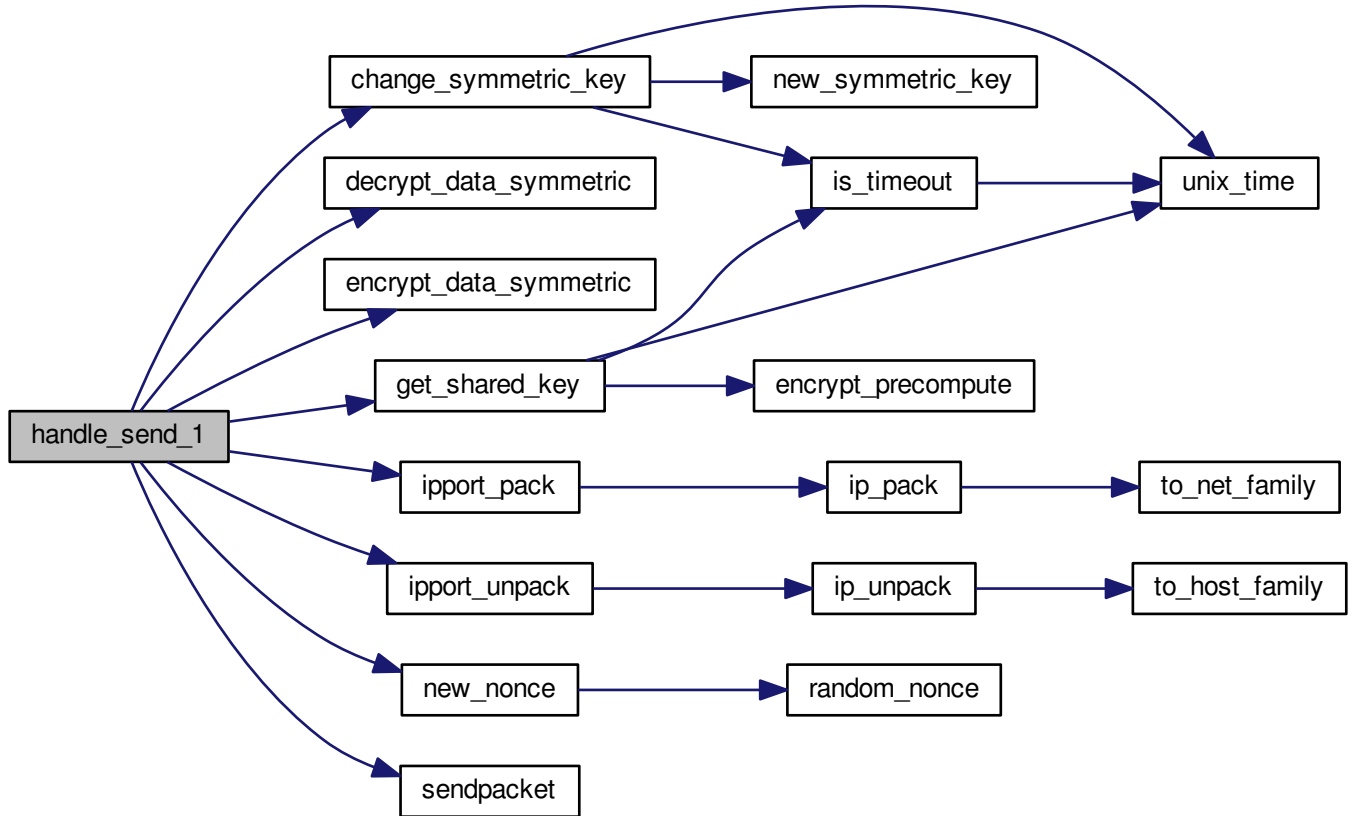 change_symmetric_key
new_symmetric_key
decrypt_data_symmetric
is_timeout
unix_time
encrypt_data_symmetric
get_shared_key
encrypt_precompute
handle_send_1
ipport_pack
ip_pack
to_net_family
ipport_unpack
ip_unpack
to_host_family
new_nonce
random_nonce
sendpacket